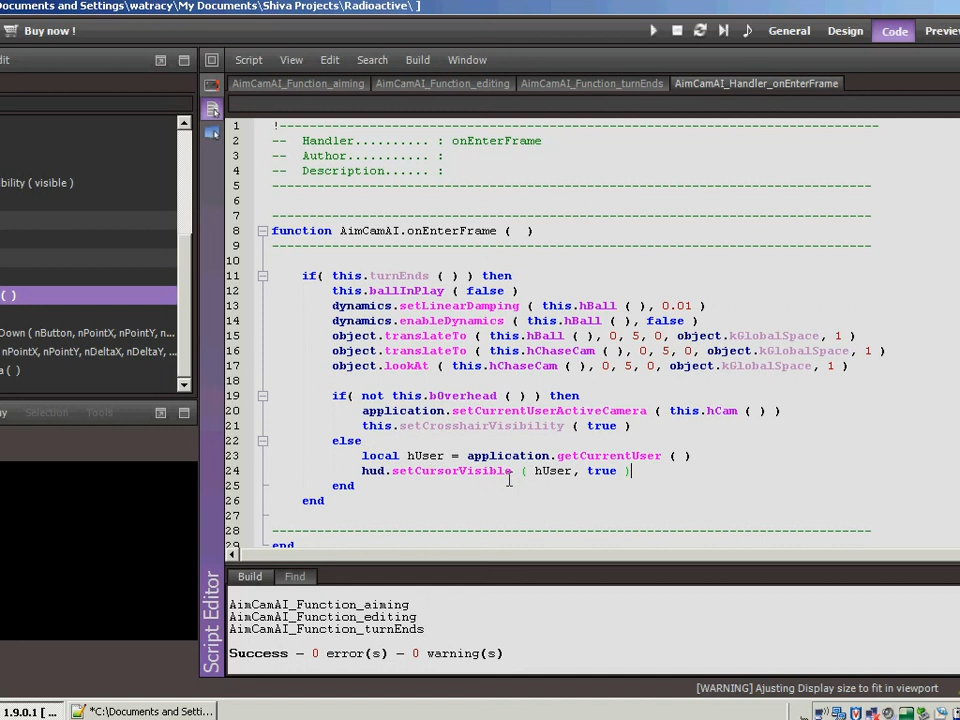 Documents and Settings\watracy\My Documents\Shiva Projects\Radioactive\ ]
Buy now !
General Design Code Preview
dit
Script View Edit Search Build Window
AimCamAI_Function_aiming AimCamAI_Function_editing AimCamAI_Function_turnEnds AimCamAI_Handler_onEnterFrame
1 !--------------------------------------------------------------------------------
2 -- Handler.......... : onEnterFrame
3 -- Author........... :
4 -- Description...... :
5 --------------------------------------------------------------------------------
6
7 --------------------------------------------------------------------------------
8 function AimCamAI.onEnterFrame ( )
9 --------------------------------------------------------------------------------
10
11 if( this.turnEnds ( ) ) then
12 this.ballInPlay ( false )
13 dynamics.setLinearDamping ( this.hBall ( ), 0.01 )
14 dynamics.enableDynamics ( this.hBall ( ), false )
15 object.translateTo ( this.hBall ( ), 0, 5, 0, object.kGlobalSpace, 1 )
16 object.translateTo ( this.hChaseCam ( ), 0, 5, 0, object.kGlobalSpace, 1 )
17 object.lookAt ( this.hChaseCam ( ), 0, 5, 0, object.kGlobalSpace, 1 )
18
19 if( not this.bOverhead ( ) ) then
20 application.setCurrentUserActiveCamera ( this.hCam ( ) )
21 this.setCrosshairVisibility ( true )
22 else
23 local hUser = application.getCurrentUser ( )
24 hud.setCursorVisible ( hUser, true )
25 end
26 end
27
28 --------------------------------------------------------------------------------
29 end
ibility ( visible )
s ( )
Down ( nButton, nPointX, nPointY, n...
nPointX, nPointY, nDeltaX, nDeltaY, ...
a ( )
y Selection Tools
Script Editor
Build Find
AimCamAI_Function_aiming
AimCamAI_Function_editing
AimCamAI_Function_turnEnds
Success - 0 error(s) - 0 warning(s)
[WARNING] Ajusting Display size to fit in viewport
1.9.0.1 [ ...
*C:\Documents and Setti...